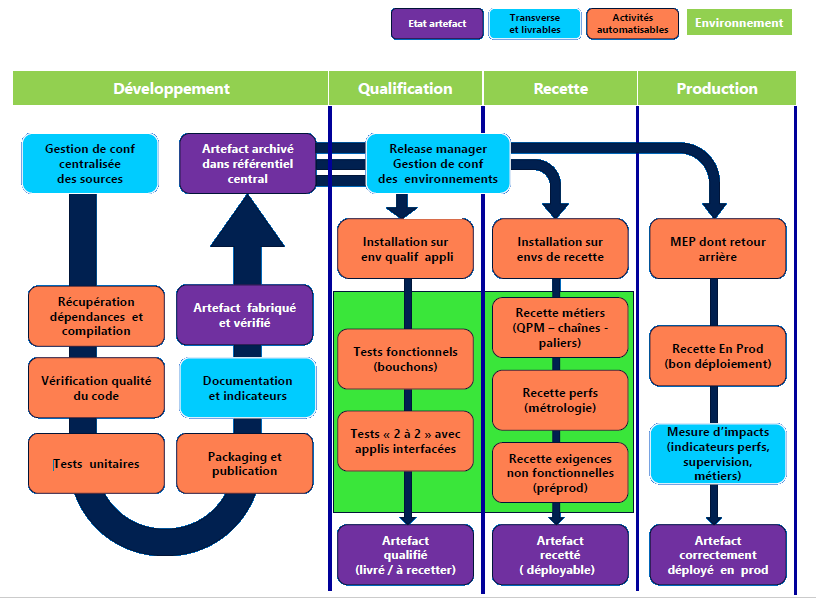 Etat artefact
Transverse
et livrables
Activités
automatisables
Environnement
Développement
Qualification
Recette
Production
Gestion de conf
centralisée
des sources
Artefact archivé
dans référentiel
central
Release manager
Gestion de conf
des environnements
Installation sur
env qualif appli
Installation sur
envs de recette
MEP dont retour
arrière
Récupération
dépendances et
compilation
Artefact fabriqué
et vérifié
Tests fonctionnels
(bouchons)
Recette métiers
(QPM – chaînes -
paliers)
Recette En Prod
(bon déploiement)
Vérification qualité
du code
Documentation
et indicateurs
Recette perfs
(métrologie)
Tests unitaires
Packaging et
publication
Tests « 2 à 2 » avec
applis interfacées
Recette exigences
non fonctionnelles
(préprod)
Mesure d’impacts
(indicateurs perfs,
supervision,
métiers)
Artefact
qualifié
(livré / à recetter)
Artefact
recetté
( déployable)
Artefact
correctement
déployé en prod